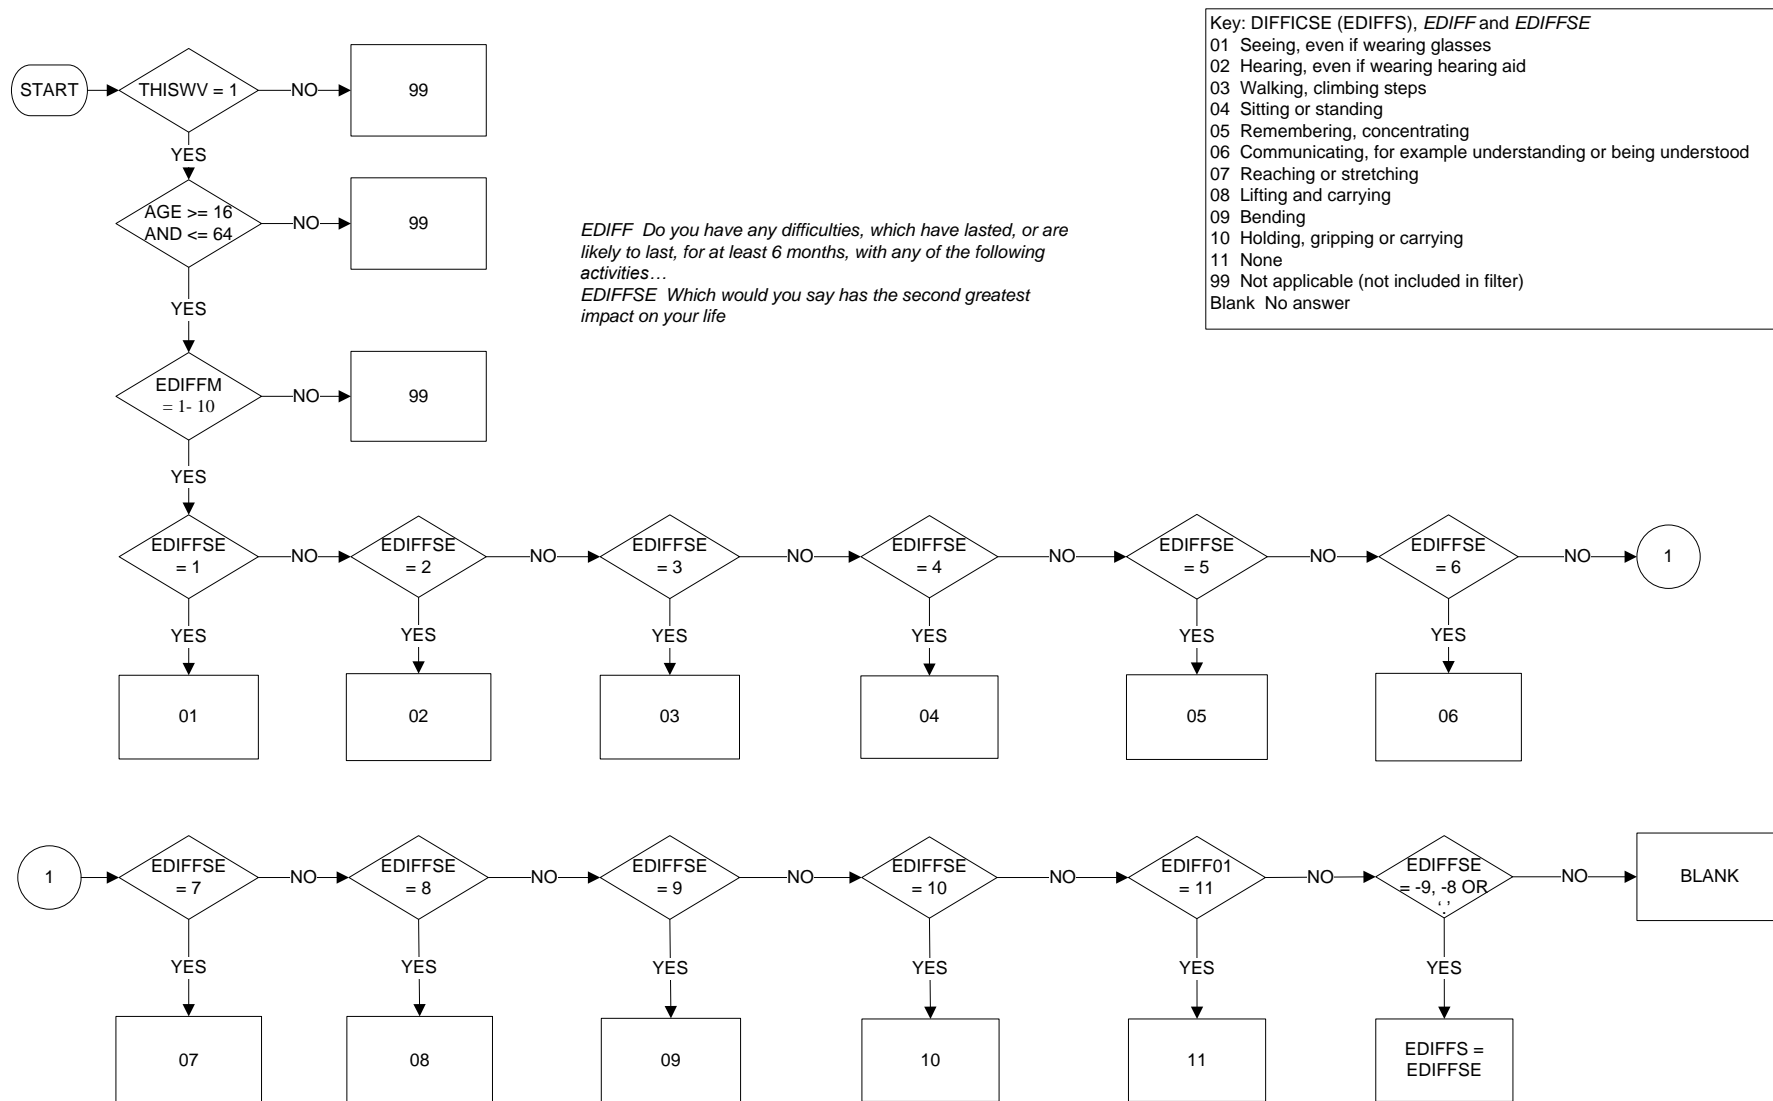 Key: DIFFICSE (EDIFFS), EDIFF and EDIFFSE
01 Seeing, even if wearing glasses
02 Hearing, even if wearing hearing aid
03 Walking, climbing steps
04 Sitting or standing
05 Remembering, concentrating
06 Communicating, for example understanding or being understood
07 Reaching or stretching
08 Lifting and carrying
09 Bending
10 Holding, gripping or carrying
11 None
99 Not applicable (not included in filter)
Blank No answer
START
THISWV = 1
NO
99
YES
AGE >= 16
AND <= 64
NO
99
YES
EDIFF Do you have any difficulties, which have lasted, or are
likely to last, for at least 6 months, with any of the following
activities…
EDIFFSE Which would you say has the second greatest
impact on your life
EDIFFM
= 1- 10
NO
99
YES
EDIFFSE
= 1
NO
EDIFFSE
= 2
NO
EDIFFSE
= 3
NO
EDIFFSE
= 4
NO
EDIFFSE
= 5
NO
EDIFFSE
= 6
NO
1
YES
YES
YES
YES
YES
YES
01
02
03
04
05
06
1
EDIFFSE
= 7
NO
EDIFFSE
= 8
NO
EDIFFSE
= 9
NO
EDIFFSE
= 10
NO
EDIFF01
= 11
NO
EDIFFSE
= -9, -8 OR
‘.’
NO
BLANK
YES
YES
YES
YES
YES
YES
07
08
09
10
11
EDIFFS =
EDIFFSE